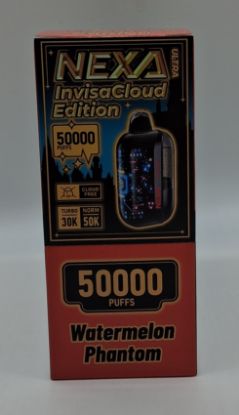 NEXA
ULTRA
InvisaCloud
Edition
50000
PUFFS
CLOUD
FREE
TURBO
30K
NORM
50K
50000
PUFFS
Watermelon
Phantom